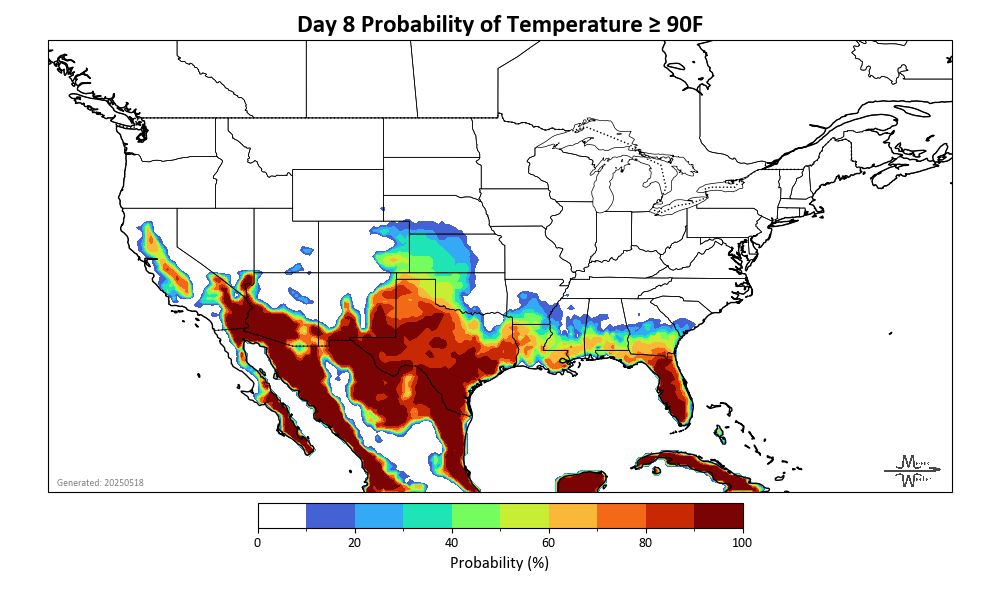 Day 8 Probability of Temperature ≥ 90F
Generated: 20250518
0 20 40 60 80 100
Probability (%)